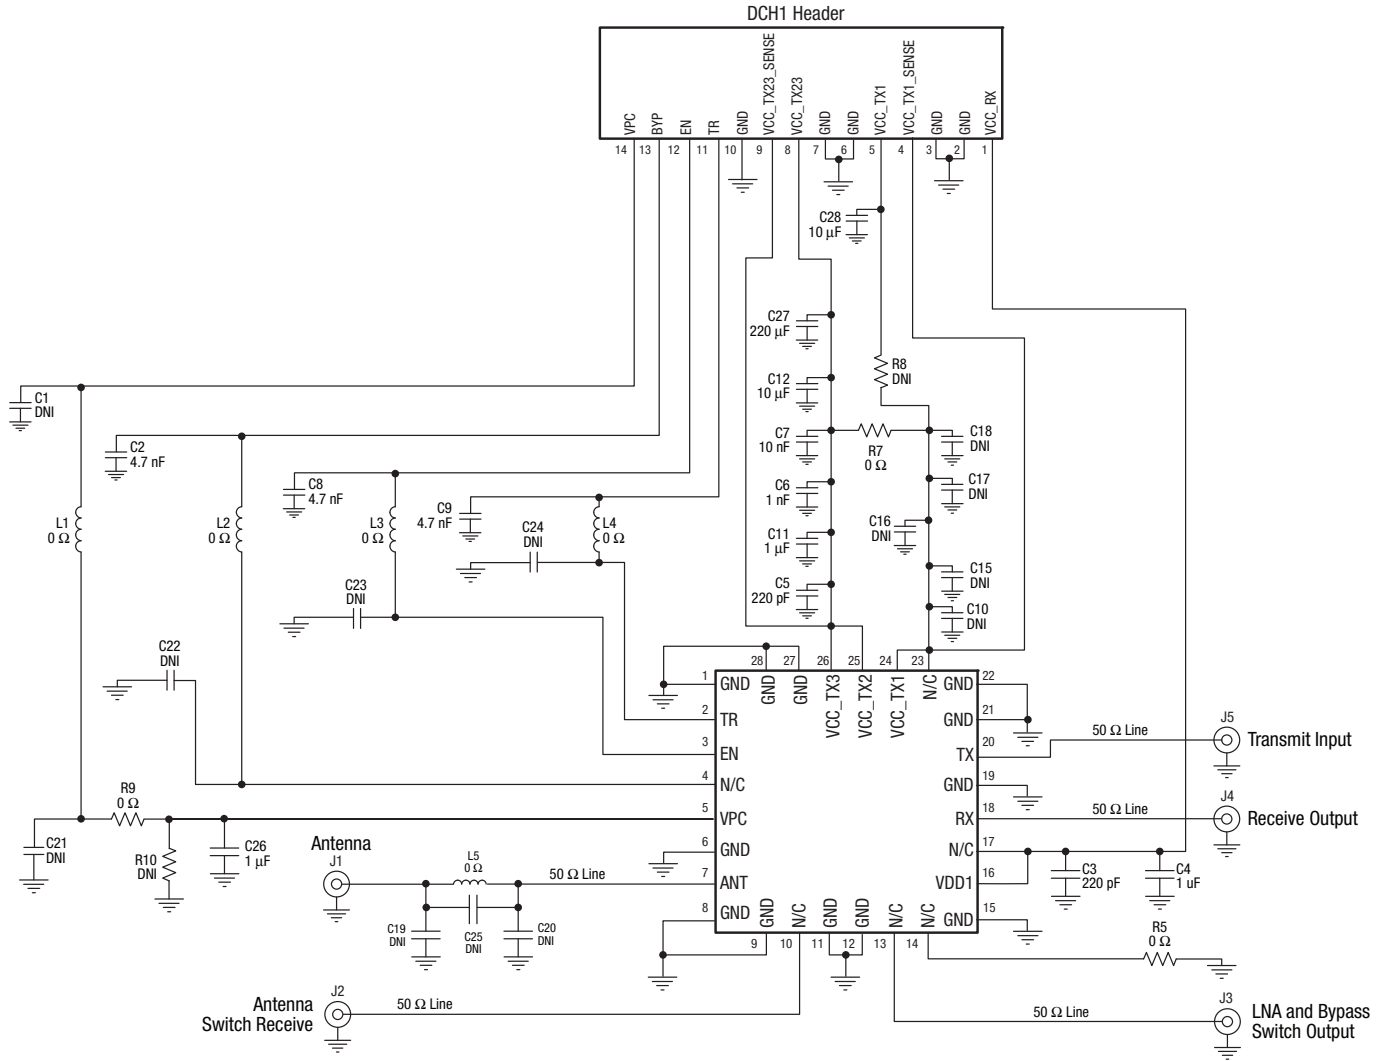 DCH1 Header
VPC
BYP
EN
TR
GND
VCC_TX23_SENSE
VCC_TX23
GND
GND
VCC_TX1
VCC_TX1_SENSE
GND
GND
VCC_RX
14
13
12
11
10
9
8
7
6
5
4
3
2
1
C28
10 µF
C27
220 µF
R8
DNI
C12
10 µF
C1
DNI
C7
10 nF
R7
0 Ω
C18
DNI
C2
4.7 nF
C8
4.7 nF
C6
1 nF
C17
DNI
L1
0 Ω
L2
0 Ω
L3
0 Ω
C9
4.7 nF
C24
DNI
L4
0 Ω
C16
DNI
C11
1 µF
C23
DNI
C5
220 pF
C15
DNI
C10
DNI
C22
DNI
28
27
26
25
24
23
GND
GND
VCC_TX3
VCC_TX2
VCC_TX1
N/C
1
GND
2
TR
3
EN
4
N/C
5
VPC
6
GND
7
ANT
8
GND
22
GND
21
GND
20
TX
19
GND
18
RX
17
N/C
16
VDD1
15
GND
GND
N/C
GND
GND
N/C
N/C
9
10
11
12
13
14
50 Ω Line
J5
Transmit Input
50 Ω Line
J4
Receive Output
R9
0 Ω
C21
DNI
R10
DNI
C26
1 µF
Antenna
J1
L5
0 Ω
50 Ω Line
C19
DNI
C25
DNI
C20
DNI
C3
220 pF
C4
1 uF
R5
0 Ω
Antenna
Switch Receive
J2
50 Ω Line
50 Ω Line
J3
LNA and Bypass
Switch Output